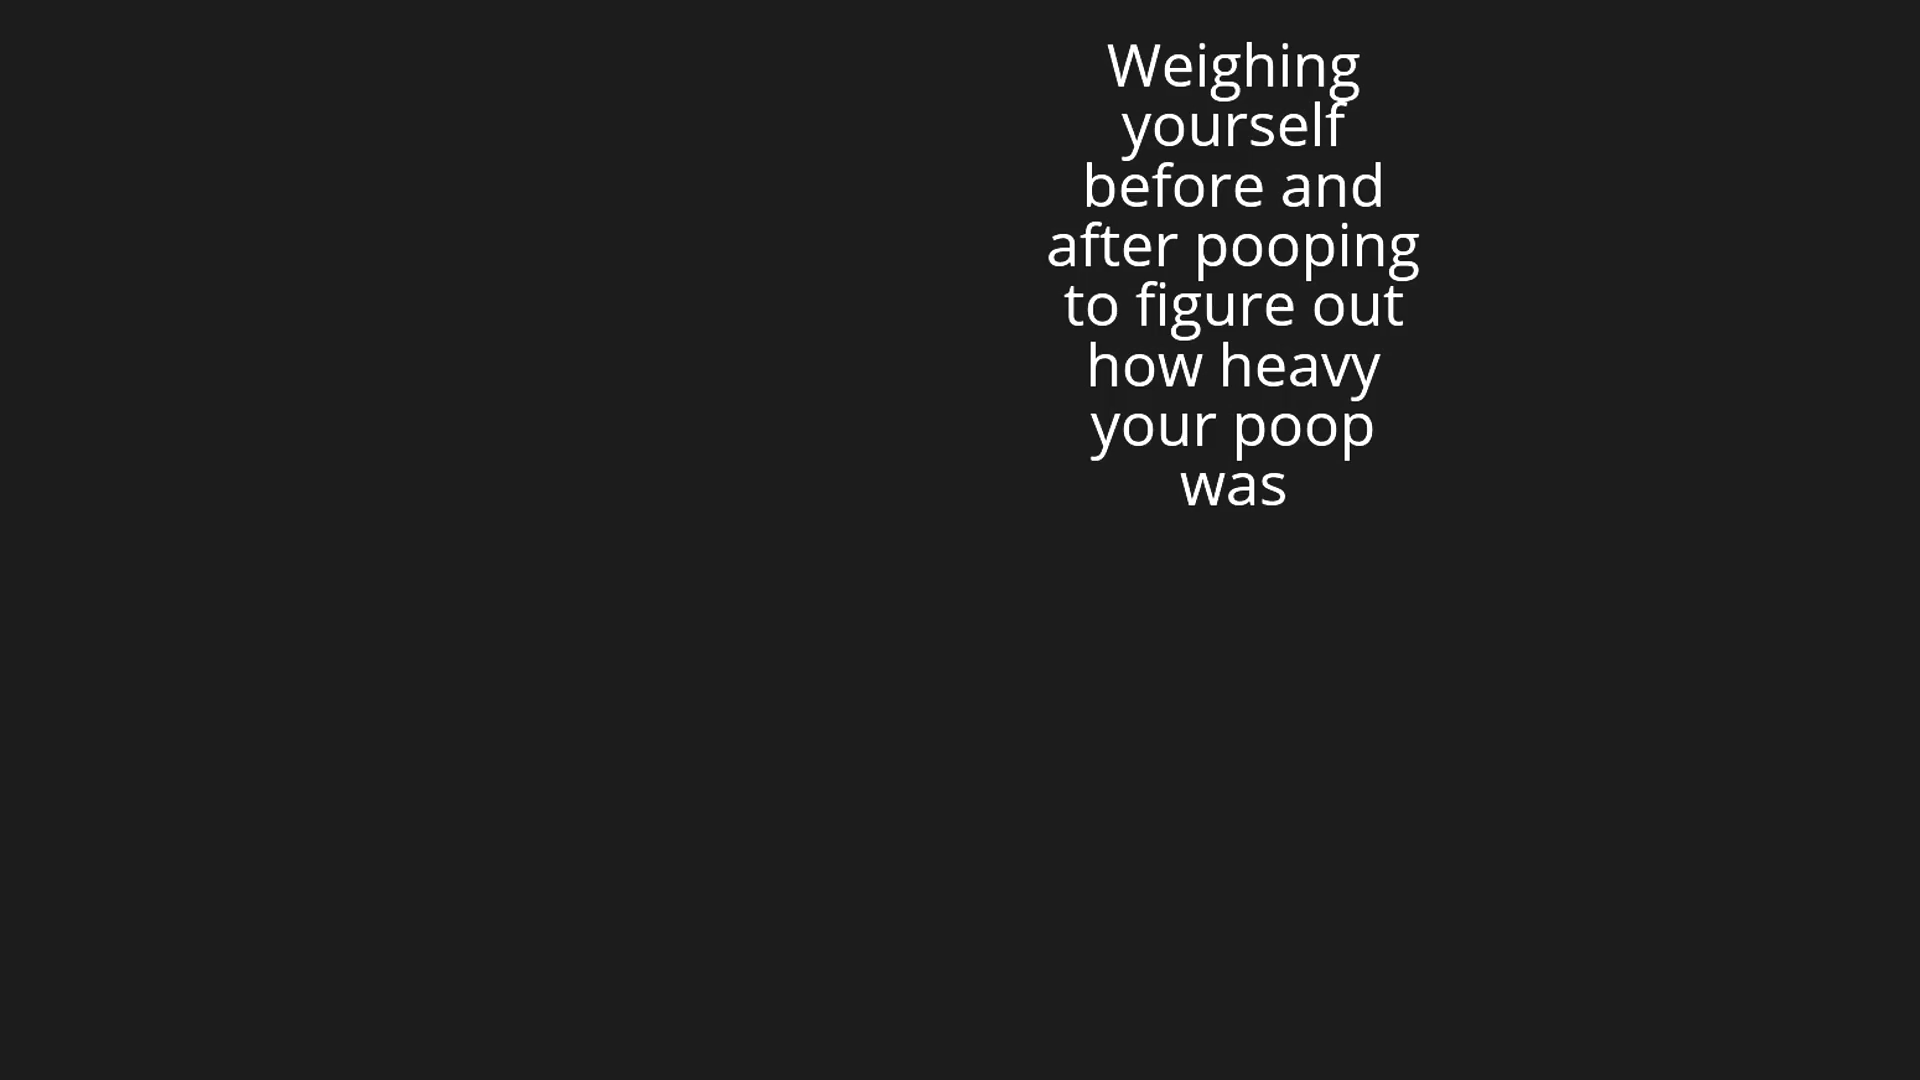 Weighing
yourself
before and
after pooping
to figure out
how heavy
your poop
was